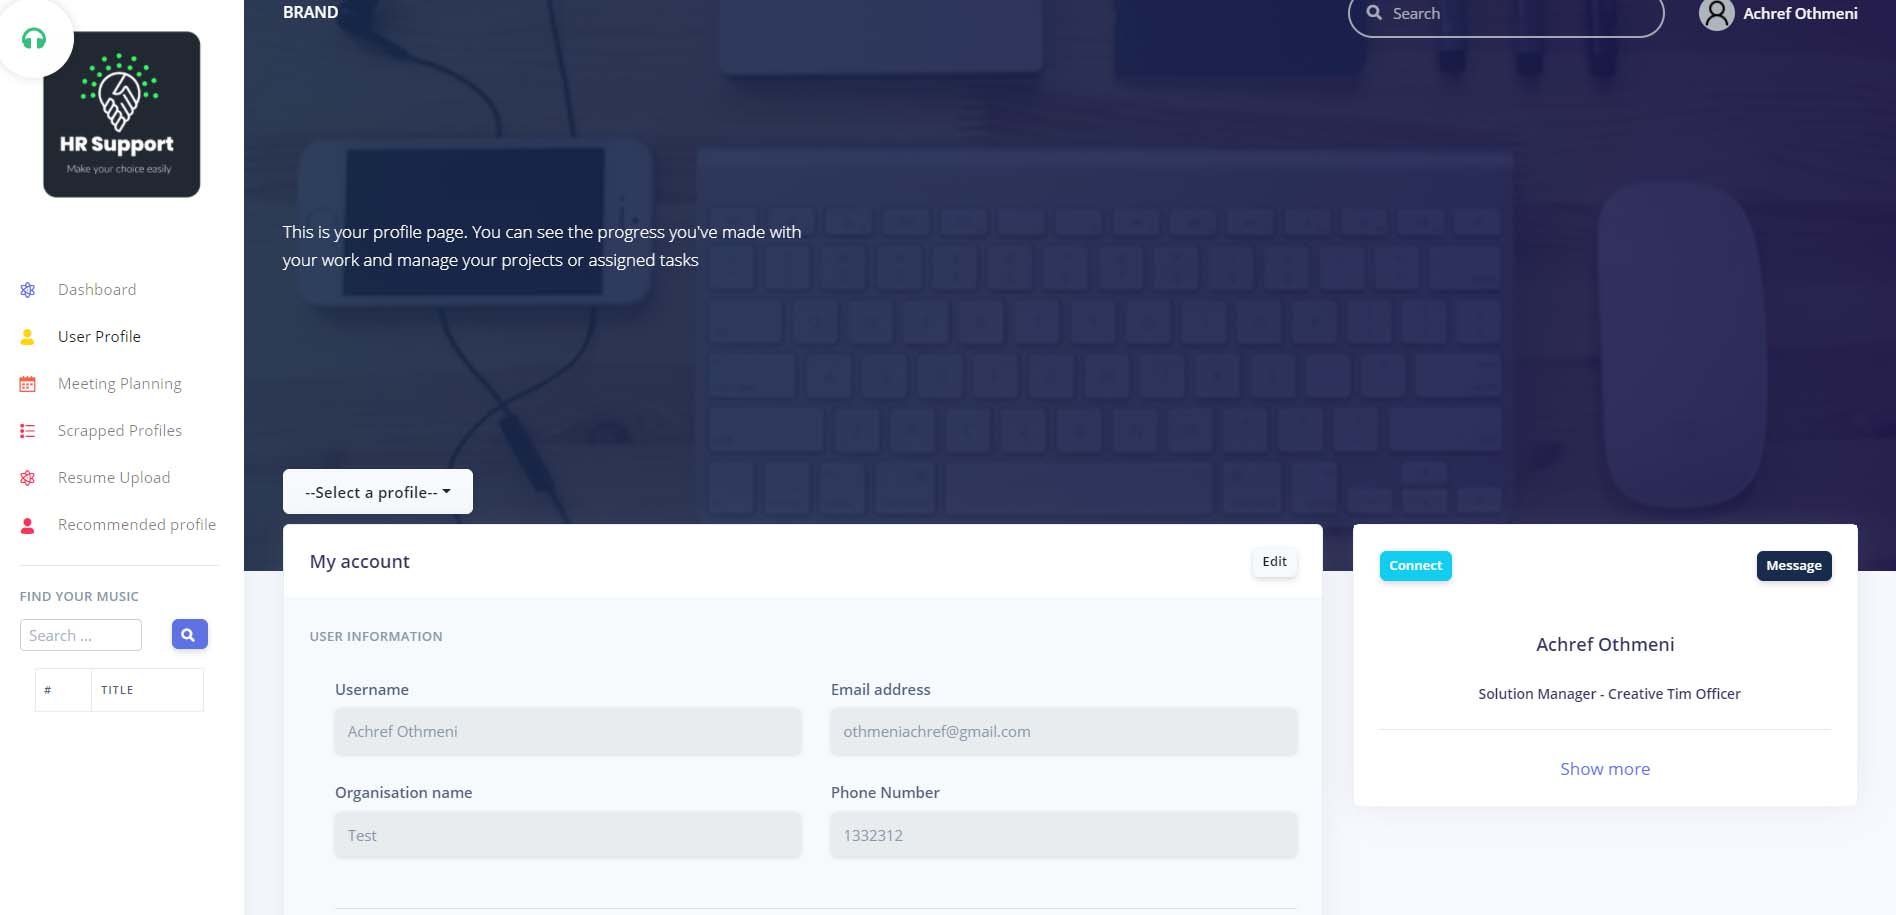 BRAND
Search
Achref Othmeni
HR Support
Make your choice easily
This is your profile page. You can see the progress you've made with
your work and manage your projects or assigned tasks
Dashboard
User Profile
Meeting Planning
Scrapped Profiles
Resume Upload
Recommended profile
FIND YOUR MUSIC
Search ...
# TITLE
--Select a profile--
My account
Edit
USER INFORMATION
Username
Achref Othmeni
Email address
othmeniachref@gmail.com
Organisation name
Test
Phone Number
1332312
Connect
Message
Achref Othmeni
Solution Manager - Creative Tim Officer
Show more